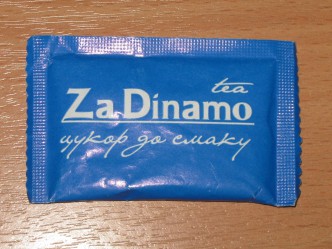 tea
Za Dinamo
цукор до смаку